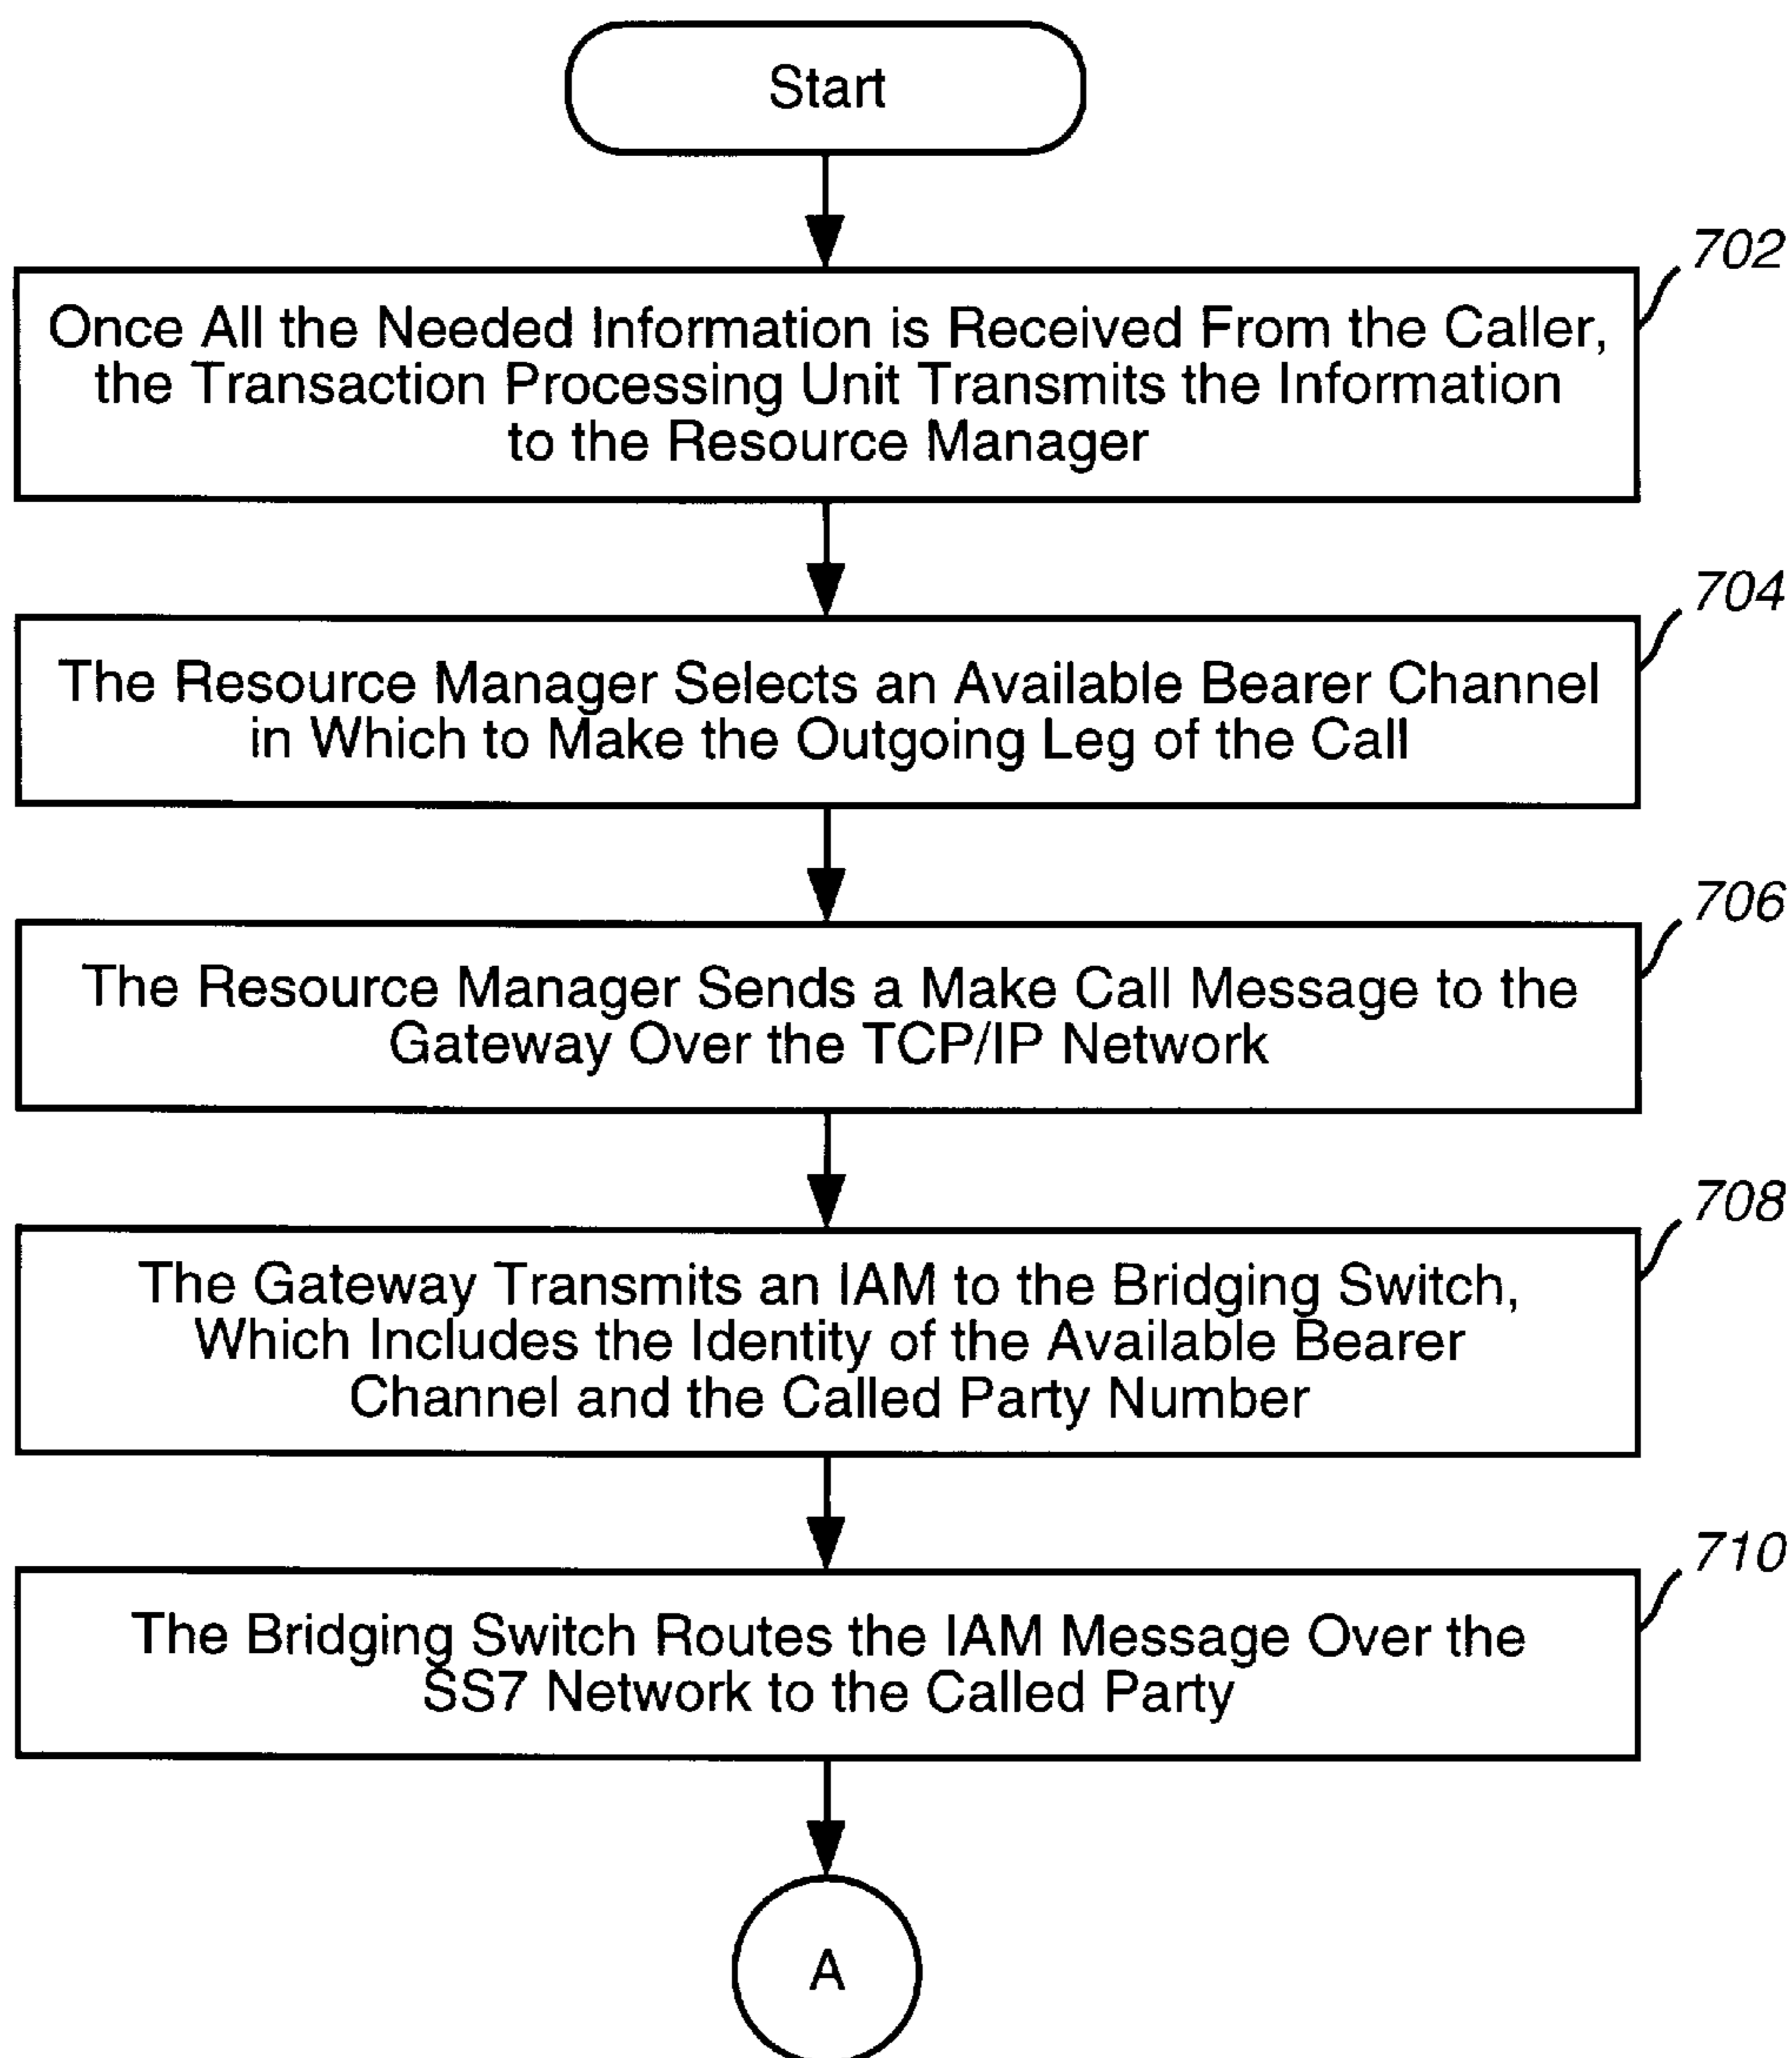 Start
702
Once All the Needed Information is Received From the Caller,
the Transaction Processing Unit Transmits the Information
to the Resource Manager
704
The Resource Manager Selects an Available Bearer Channel
in Which to Make the Outgoing Leg of the Call
706
The Resource Manager Sends a Make Call Message to the
Gateway Over the TCP/IP Network
708
The Gateway Transmits an IAM to the Bridging Switch,
Which Includes the Identity of the Available Bearer
Channel and the Called Party Number
710
The Bridging Switch Routes the IAM Message Over the
SS7 Network to the Called Party
A